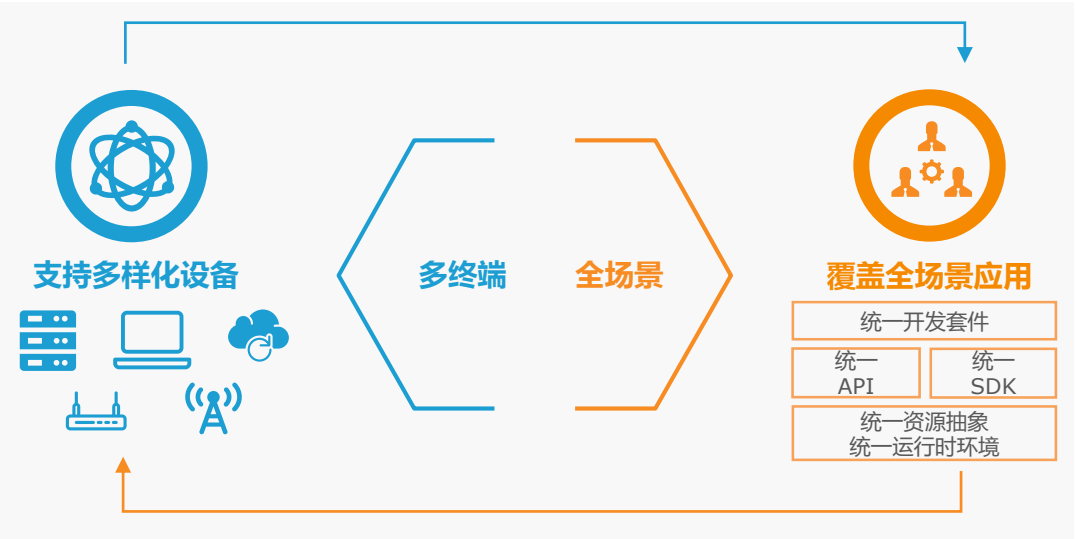 支持多样化设备
多终端
全场景
覆盖全场景应用
统一开发套件
统一
API
统一
SDK
统一资源抽象
统一运行时环境